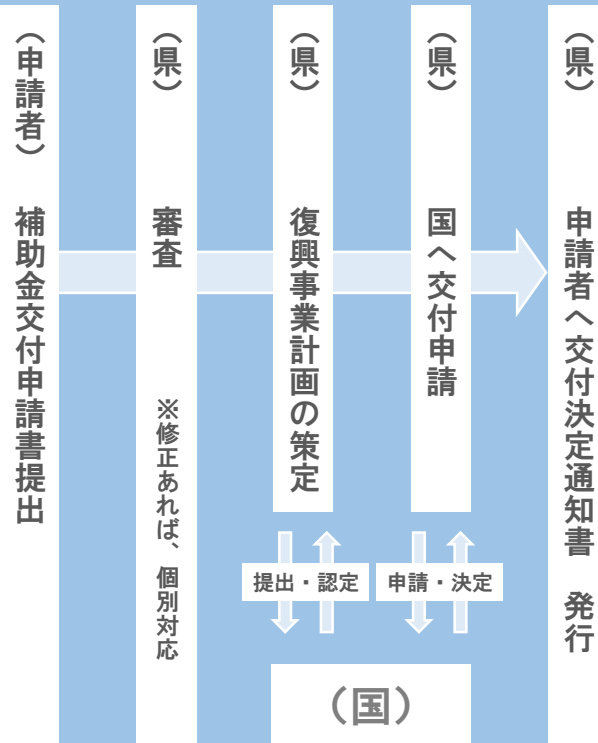 （申請者）　補助金交付申請書提出
（県）　審査　※修正あれば、個別対応
（県）　復興事業計画の策定
（県）　国へ交付申請
（県）　申請者へ交付決定通知書　発行
提出・認定
申請・決定
（国）